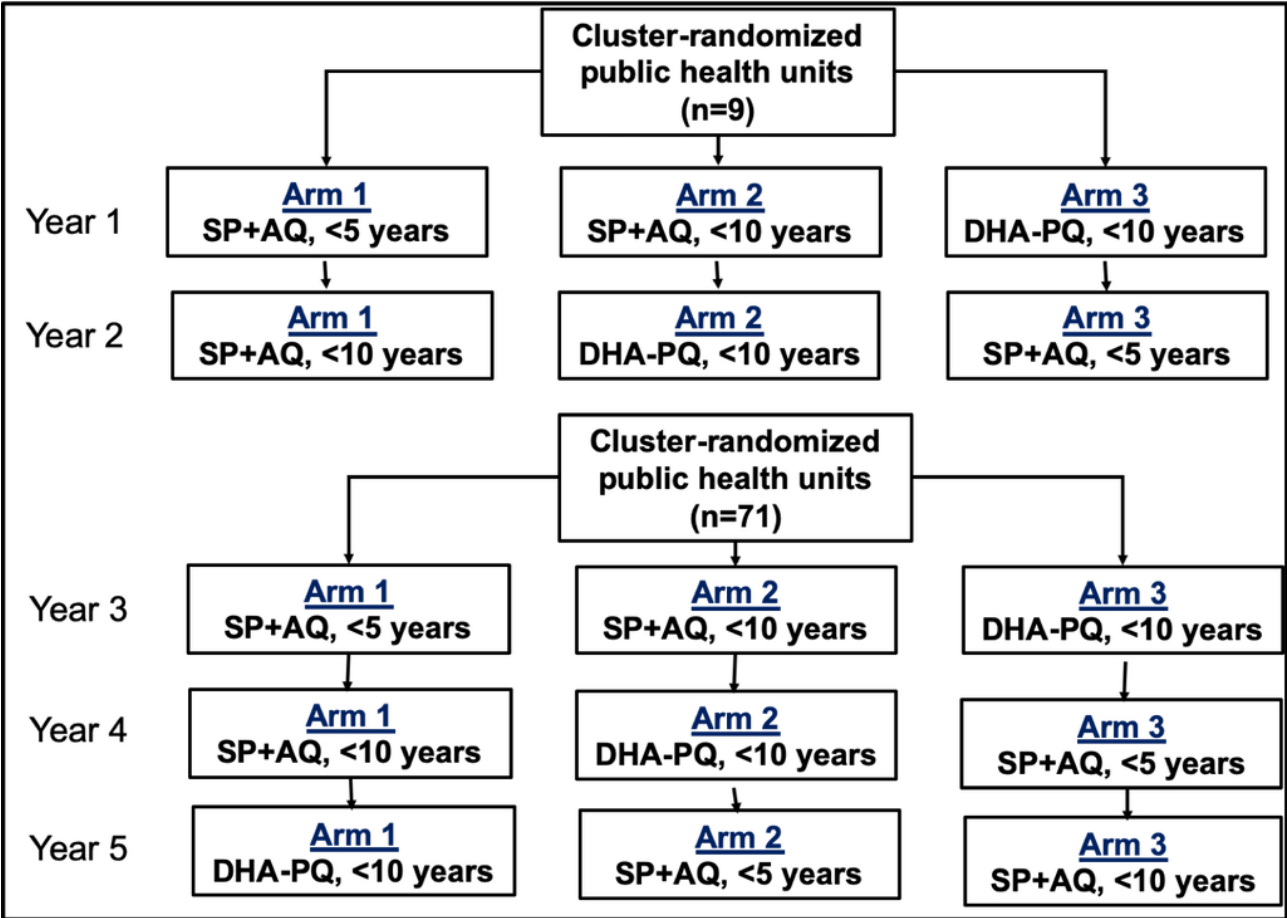 Cluster-randomized
public health units
(n=9)
Year 1
Arm 1
SP+AQ, <5 years
Arm 2
SP+AQ, <10 years
Arm 3
DHA-PQ, <10 years
Year 2
Arm 1
SP+AQ, <10 years
Arm 2
DHA-PQ, <10 years
Arm 3
SP+AQ, <5 years
Cluster-randomized
public health units
(n=71)
Year 3
Arm 1
SP+AQ, <5 years
Arm 2
SP+AQ, <10 years
Arm 3
DHA-PQ, <10 years
Year 4
Arm 1
SP+AQ, <10 years
Arm 2
DHA-PQ, <10 years
Arm 3
SP+AQ, <5 years
Year 5
Arm 1
DHA-PQ, <10 years
Arm 2
SP+AQ, <5 years
Arm 3
SP+AQ, <10 years